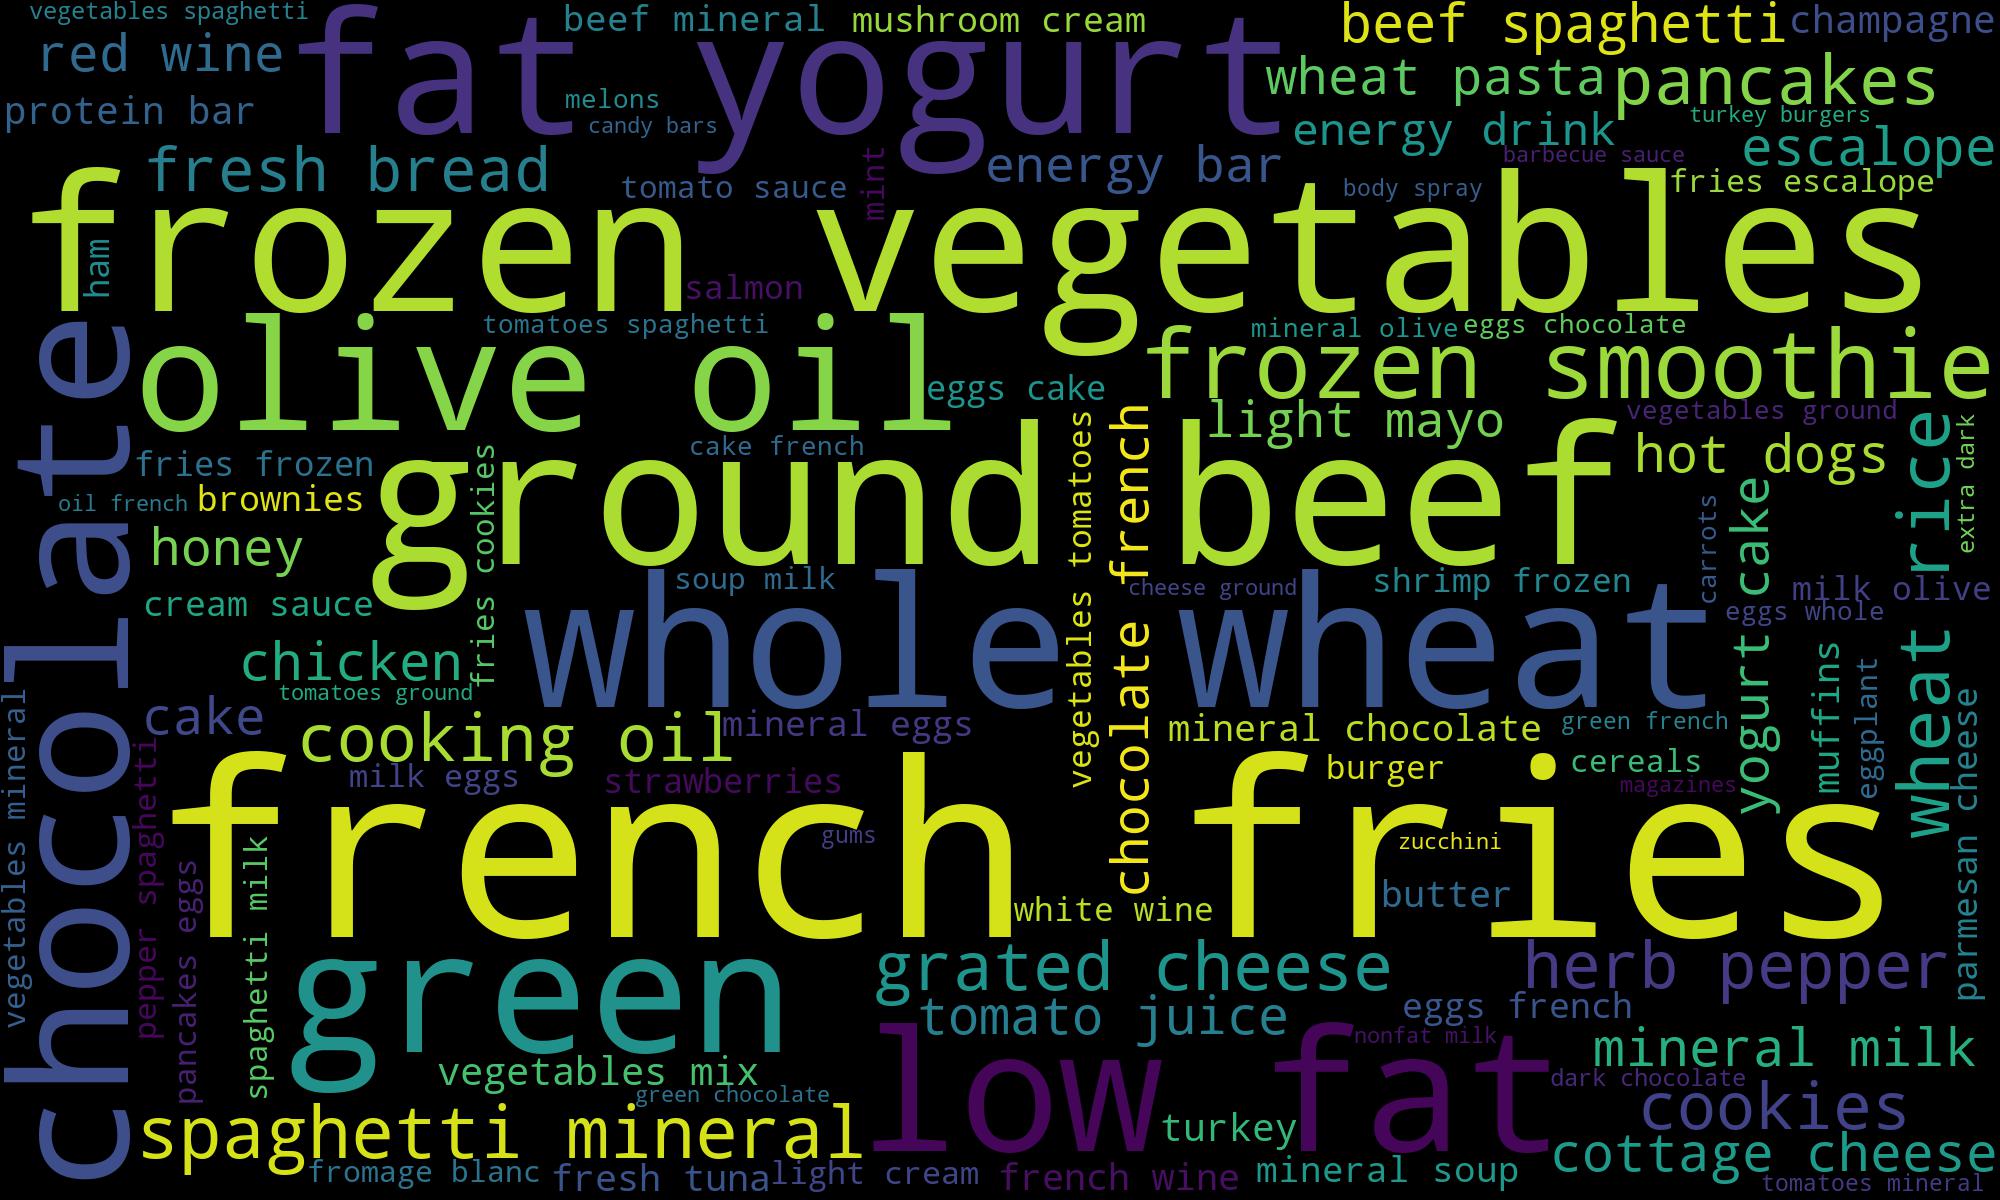 vegetables spaghetti
beef mineral
mushroom cream
beef spaghetti
champagne
red wine
fat yogurt
wheat pasta
pancakes
protein bar
melons
candy bars
energy drink
turkey burgers
fresh bread
mint
energy bar
barbecue sauce
escalope
tomato sauce
body spray
fries escalope
frozen vegetables
ham
salmon
chocolate
olive oil
tomatoes spaghetti
mineral olive
eggs chocolate
frozen smoothie
eggs cake
light mayo
vegetables ground
wheat rice
extra dark
fries frozen
cake french
ground beef
hot dogs
oil french
brownies
fries cookies
vegetables tomatoes
chocolate french
carrots
yogurt cake
honey
cream sauce
soup milk
cheese ground
shrimp frozen
milk olive
eggs whole
whole wheat
chicken
tomatoes ground
muffins
eggplant
parmesan cheese
vegetables mineral
cake
pepper spaghetti
cooking oil
mineral eggs
mineral chocolate
green french
milk eggs
strawberries
burger
cereals
magazines
french fries
gums
zucchini
pancakes eggs
spaghetti milk
white wine
butter
green
grated cheese
herb pepper
tomato juice
eggs french
low fat
nonfat milk
mineral milk
vegetables mix
green chocolate
dark chocolate
cookies
spaghetti mineral
turkey
cottage cheese
fromage blanc
fresh tuna
light cream
french wine
mineral soup
tomatoes mineral